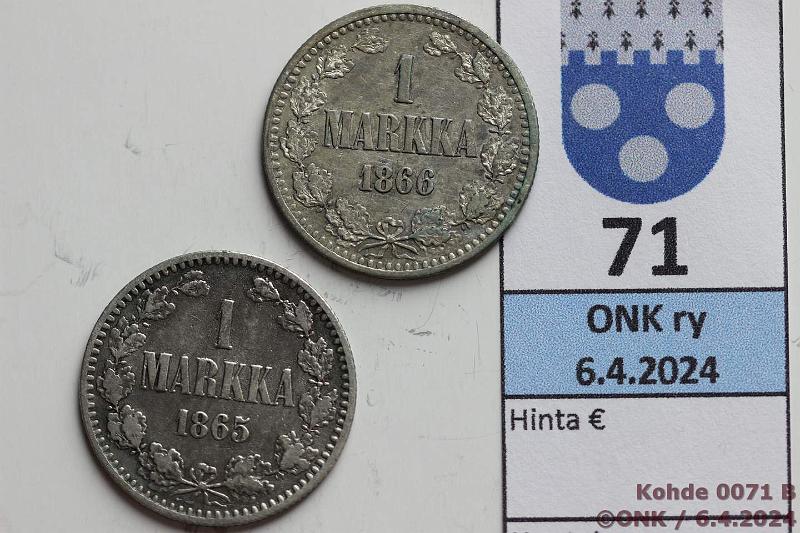 1
MARKKA
1866
1
MARKKA
1865
71
ONK ry
6.4.2024
Hinta €
Kohde 0071 B
©ONK / 6.4.2024